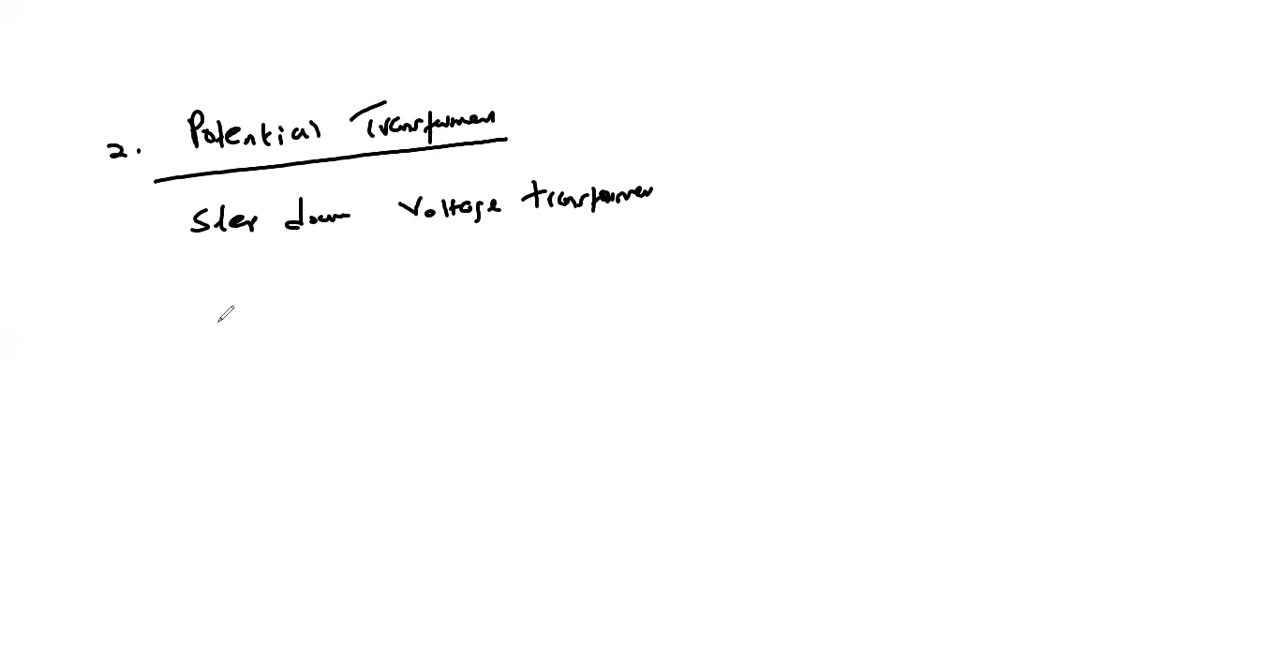 2. Potential Transformer
Step down Voltage transformer